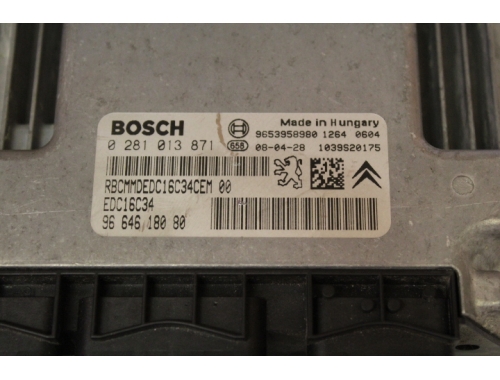 BOSCH
Made in Hungary
9653958980 1264 0604
0 281 013 871 658 08-04-28 1039S20175
RBCMMDEDC16C34CEM 00
EDC16C34
96 646 180 80